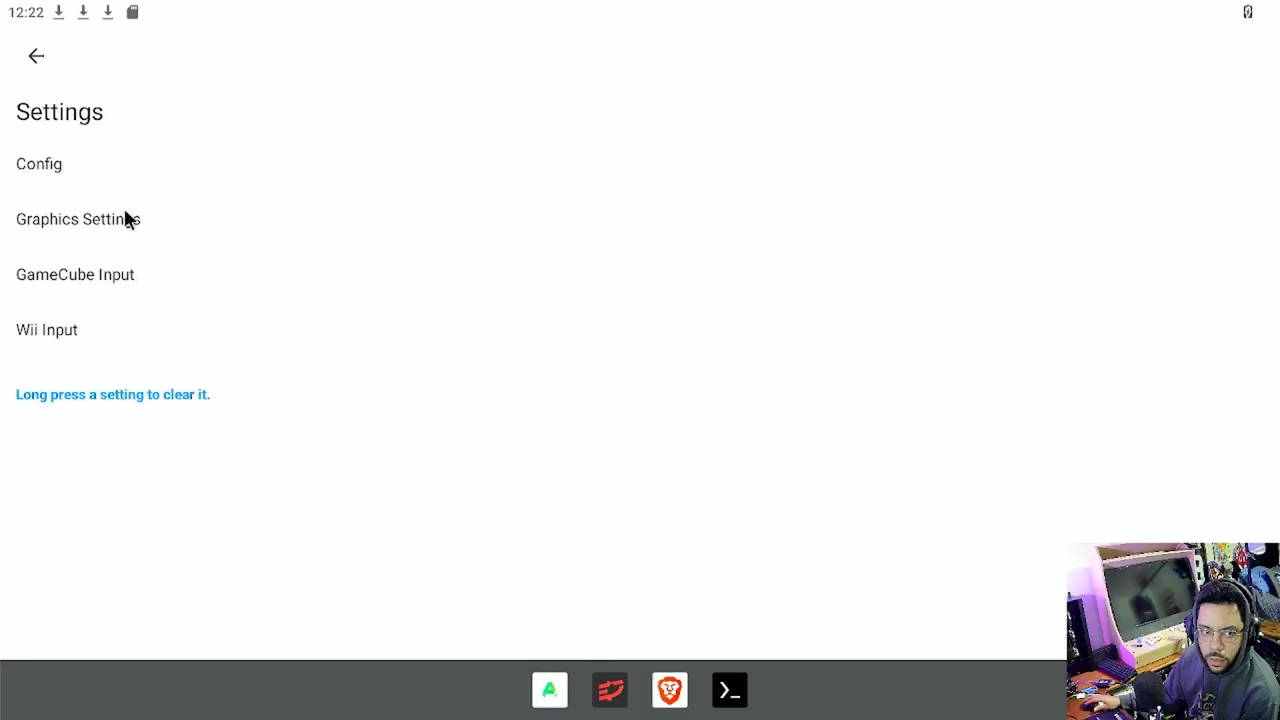 12:22
Settings
Config
Graphics Settings
GameCube Input
Wii Input
Long press a setting to clear it.